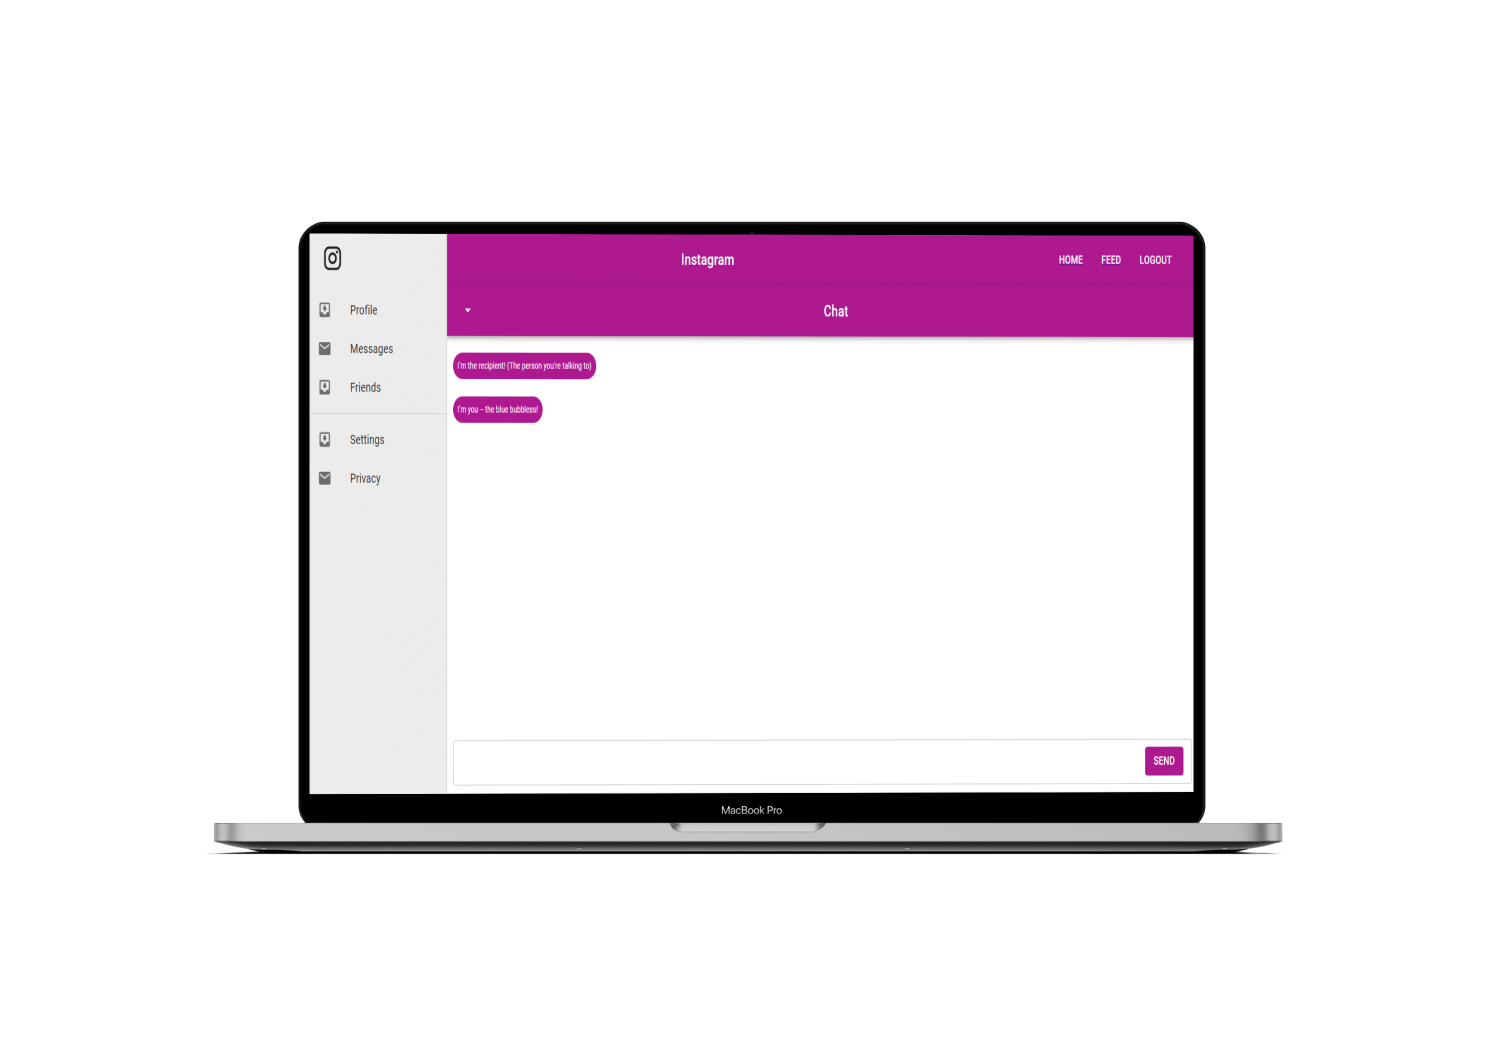 Instagram
HOME FEED LOGOUT
Chat
Profile
Messages
Friends
Settings
Privacy
I'm the recipient! (The person you're talking to)
I'm you – the blue bubbless!
SEND
MacBook Pro